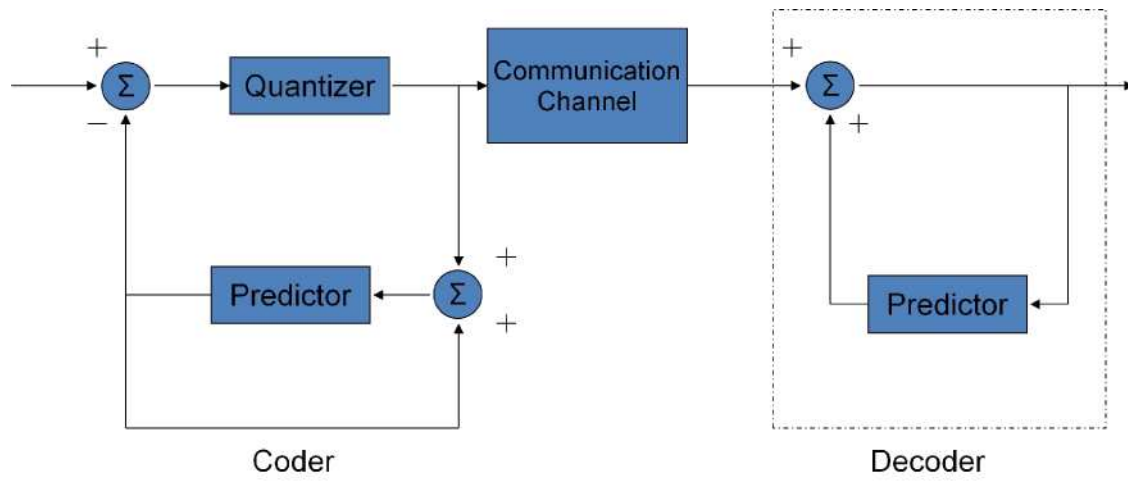 +
+
Σ
Quantizer
Communication
Channel
Σ
−
+
+
Predictor
Σ
Predictor
+
Coder
Decoder